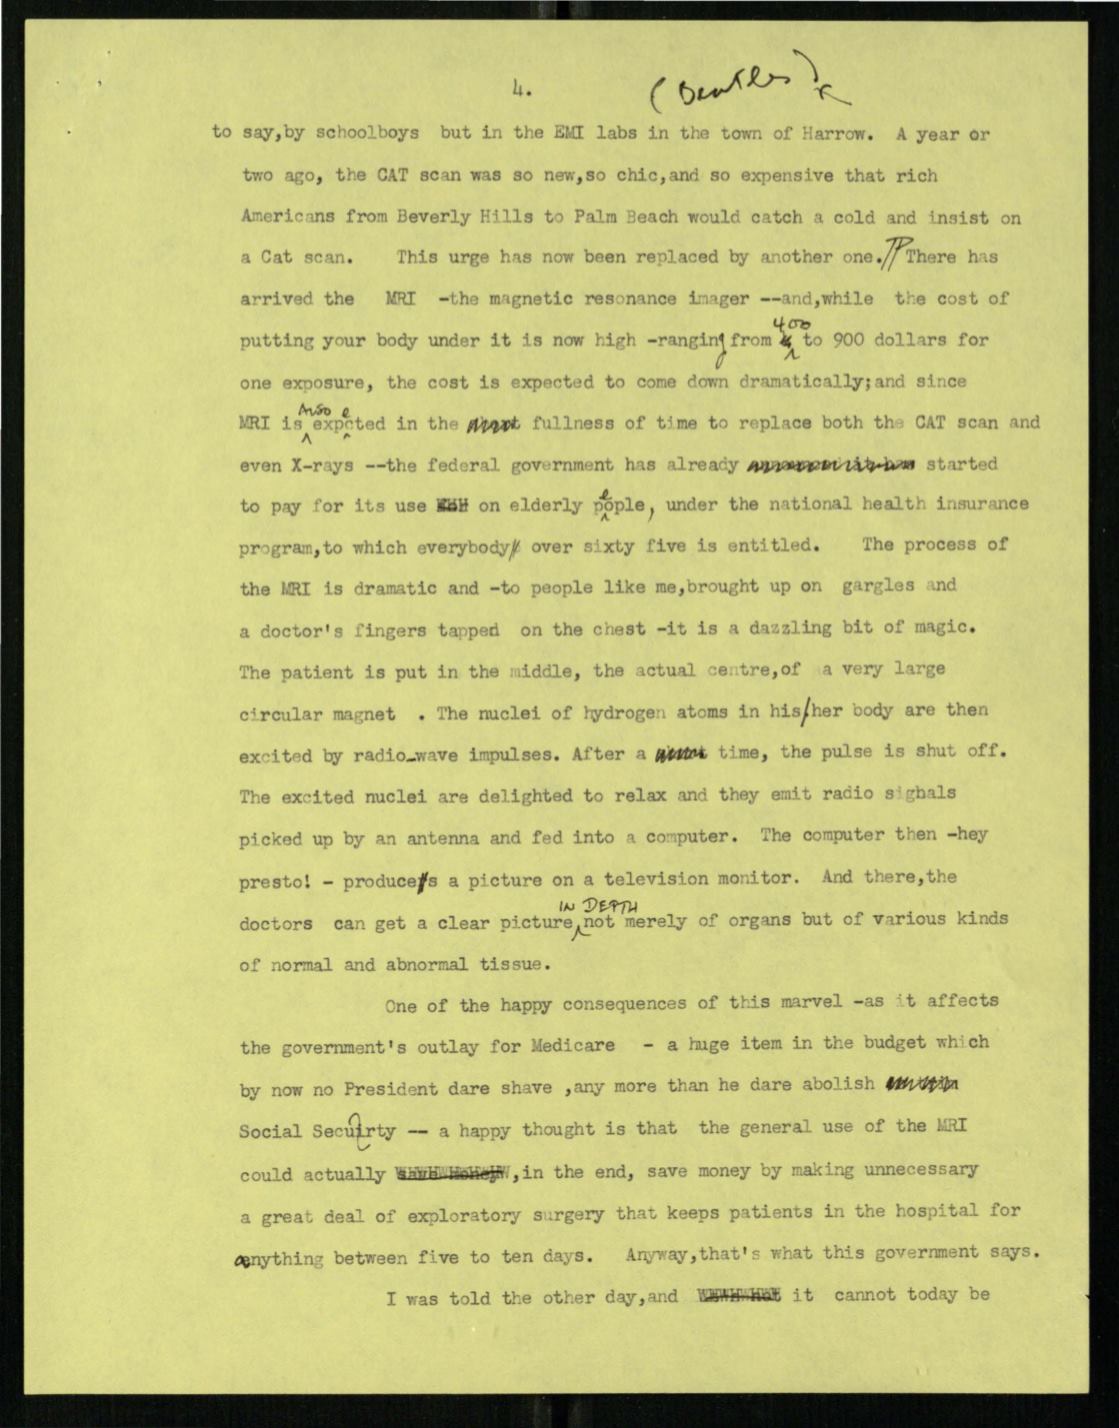 4. (Beatles)
to say,by schoolboys but in the EMI labs in the town of Harrow. A year or
two ago, the CAT scan was so new,so chic,and so expensive that rich
Americans from Beverly Hills to Palm Beach would catch a cold and insist on
a Cat scan. This urge has now been replaced by another one. There has
arrived the MRI -the magnetic resonance imager --and,while the cost of
400
putting your body under it is now high -ranging from to 900 dollars for
one exposure, the cost is expected to come down dramatically;and since
Also e
MRI is expcted in the fullness of time to replace both the CAT scan and
even X-rays --the federal government has already started
e
to pay for its use on elderly pople, under the national health insurance
program,to which everybody over sixty five is entitled. The process of
the MRI is dramatic and -to people like me,brought up on gargles and
a doctor's fingers tapped on the chest -it is a dazzling bit of magic.
The patient is put in the middle, the actual centre,of a very large
circular magnet . The nuclei of hydrogen atoms in his/her body are then
excited by radio-wave impulses. After a time, the pulse is shut off.
The excited nuclei are delighted to relax and they emit radio sighals
picked up by an antenna and fed into a computer. The computer then -hey
presto! - produces a picture on a television monitor. And there,the
IN DEPTH
doctors can get a clear picture, not merely of organs but of various kinds
of normal and abnormal tissue.
One of the happy consequences of this marvel -as it affects
the government's outlay for Medicare - a huge item in the budget which
by now no President dare shave ,any more than he dare abolish
Social Secuirty -- a happy thought is that the general use of the MRI
could actually ,in the end, save money by making unnecessary
a great deal of exploratory surgery that keeps patients in the hospital for
anything between five to ten days. Anyway,that's what this government says.
I was told the other day,and it cannot today be